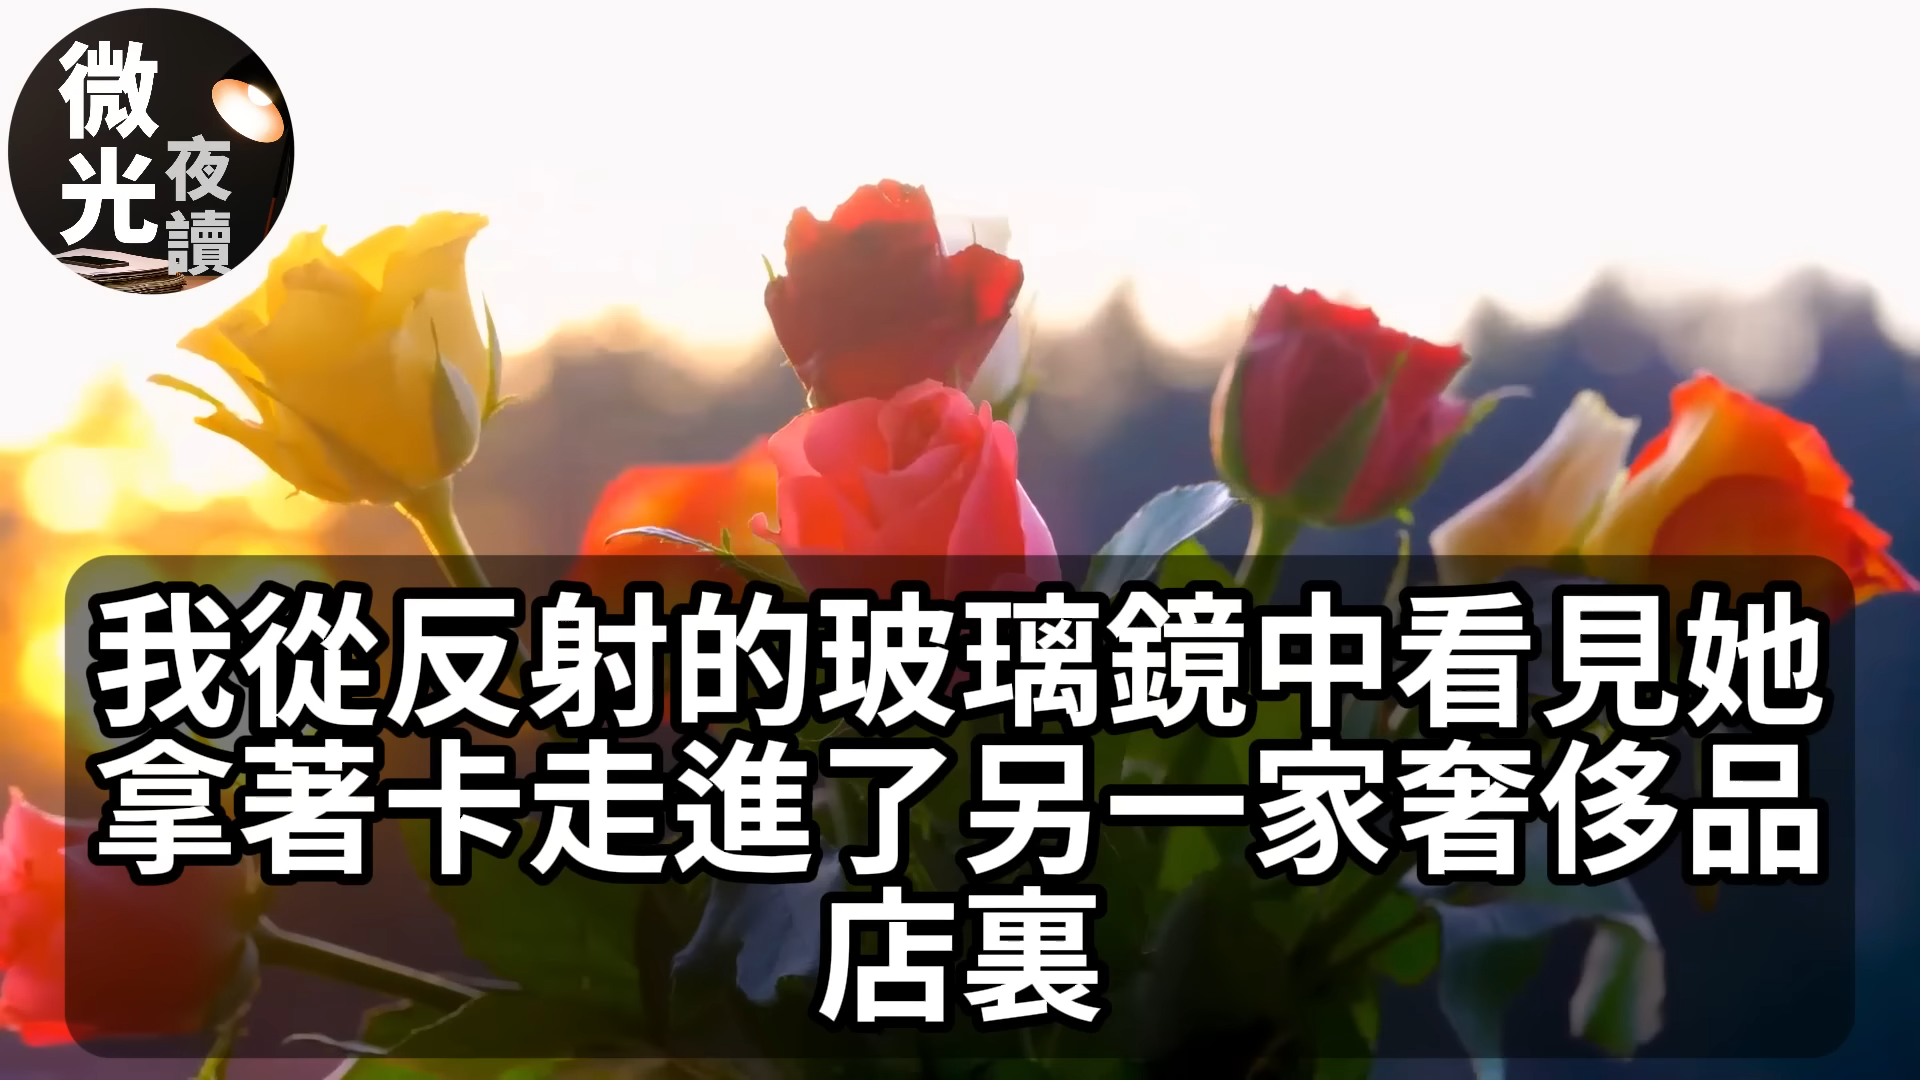 微光
夜讀
我從反射的玻璃鏡中看見她
拿著卡走進了另一家奢侈品
店裏